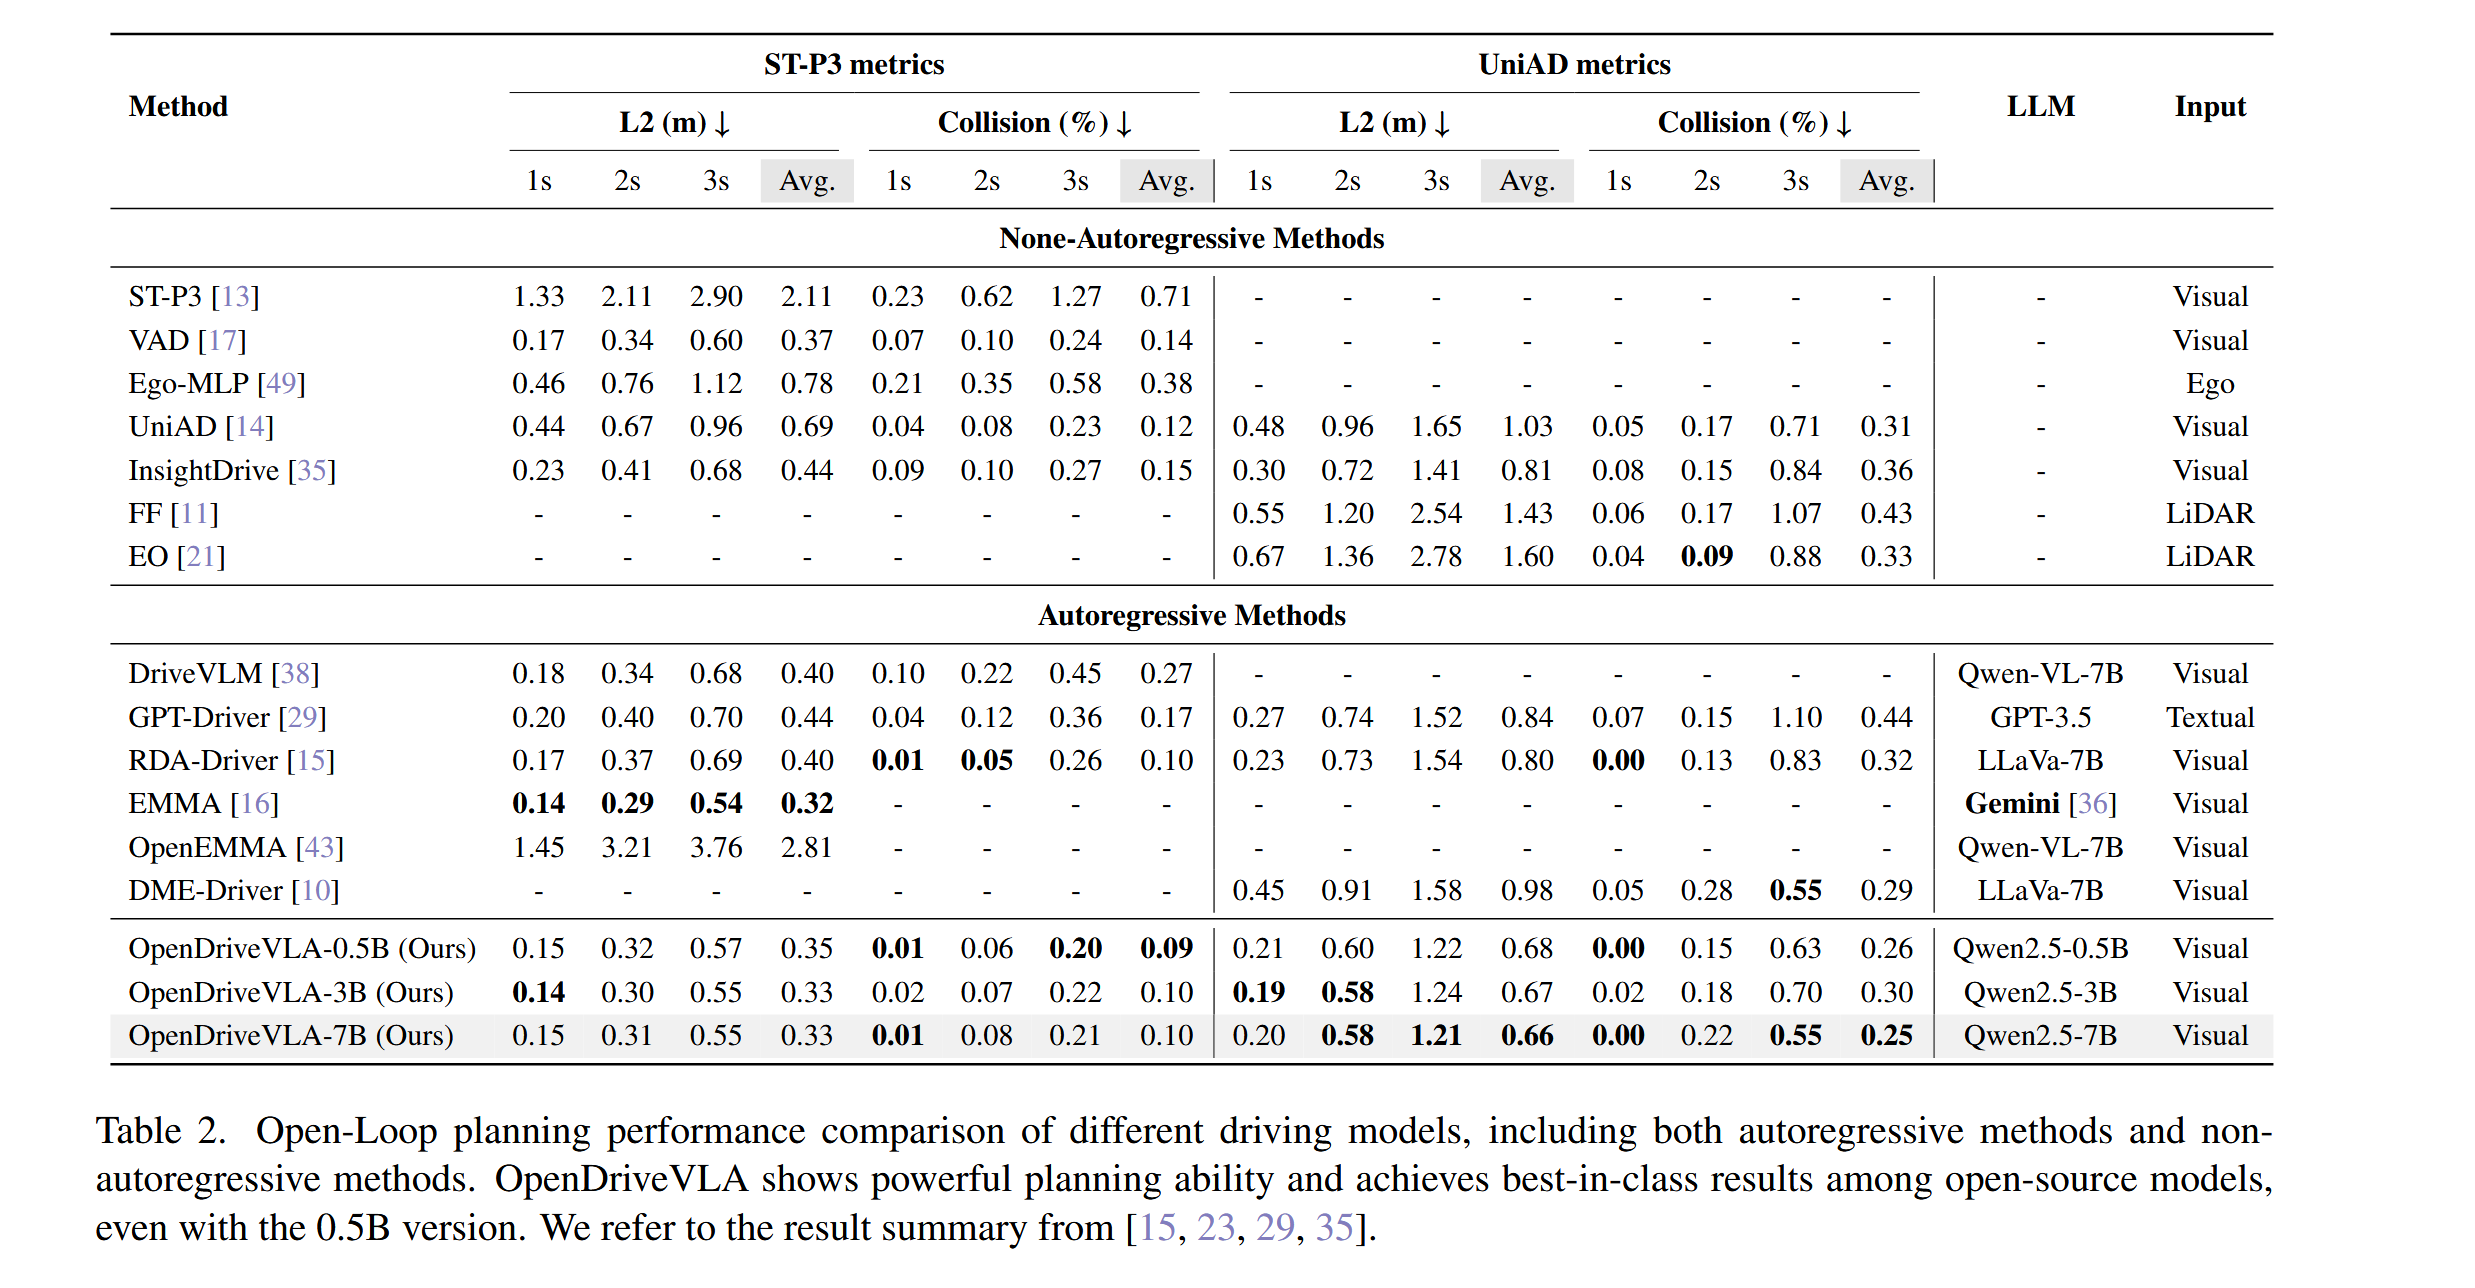 ST-P3 metrics UniAD metrics
Method L2 (m) ↓ Collision (%) ↓ L2 (m) ↓ Collision (%) ↓ LLM Input
1s 2s 3s Avg. 1s 2s 3s Avg. 1s 2s 3s Avg. 1s 2s 3s Avg.
None-Autoregressive Methods
ST-P3 [13] 1.33 2.11 2.90 2.11 0.23 0.62 1.27 0.71 - - - - - - - - - Visual
VAD [17] 0.17 0.34 0.60 0.37 0.07 0.10 0.24 0.14 - - - - - - - - - Visual
Ego-MLP [49] 0.46 0.76 1.12 0.78 0.21 0.35 0.58 0.38 - - - - - - - - - Ego
UniAD [14] 0.44 0.67 0.96 0.69 0.04 0.08 0.23 0.12 0.48 0.96 1.65 1.03 0.05 0.17 0.71 0.31 - Visual
InsightDrive [35] 0.23 0.41 0.68 0.44 0.09 0.10 0.27 0.15 0.30 0.72 1.41 0.81 0.08 0.15 0.84 0.36 - Visual
FF [11] - - - - - - - - 0.55 1.20 2.54 1.43 0.06 0.17 1.07 0.43 - LiDAR
EO [21] - - - - - - - - 0.67 1.36 2.78 1.60 0.04 0.09 0.88 0.33 - LiDAR
Autoregressive Methods
DriveVLM [38] 0.18 0.34 0.68 0.40 0.10 0.22 0.45 0.27 - - - - - - - - Qwen-VL-7B Visual
GPT-Driver [29] 0.20 0.40 0.70 0.44 0.04 0.12 0.36 0.17 0.27 0.74 1.52 0.84 0.07 0.15 1.10 0.44 GPT-3.5 Textual
RDA-Driver [15] 0.17 0.37 0.69 0.40 0.01 0.05 0.26 0.10 0.23 0.73 1.54 0.80 0.00 0.13 0.83 0.32 LLaVa-7B Visual
EMMA [16] 0.14 0.29 0.54 0.32 - - - - - - - - - - - - Gemini [36] Visual
OpenEMMA [43] 1.45 3.21 3.76 2.81 - - - - - - - - - - - - Qwen-VL-7B Visual
DME-Driver [10] - - - - - - - - 0.45 0.91 1.58 0.98 0.05 0.28 0.55 0.29 LLaVa-7B Visual
OpenDriveVLA-0.5B (Ours) 0.15 0.32 0.57 0.35 0.01 0.06 0.20 0.09 0.21 0.60 1.22 0.68 0.00 0.15 0.63 0.26 Qwen2.5-0.5B Visual
OpenDriveVLA-3B (Ours) 0.14 0.30 0.55 0.33 0.02 0.07 0.22 0.10 0.19 0.58 1.24 0.67 0.02 0.18 0.70 0.30 Qwen2.5-3B Visual
OpenDriveVLA-7B (Ours) 0.15 0.31 0.55 0.33 0.01 0.08 0.21 0.10 0.20 0.58 1.21 0.66 0.00 0.22 0.55 0.25 Qwen2.5-7B Visual
Table 2. Open-Loop planning performance comparison of different driving models, including both autoregressive methods and non-
autoregressive methods. OpenDriveVLA shows powerful planning ability and achieves best-in-class results among open-source models,
even with the 0.5B version. We refer to the result summary from [15, 23, 29, 35].